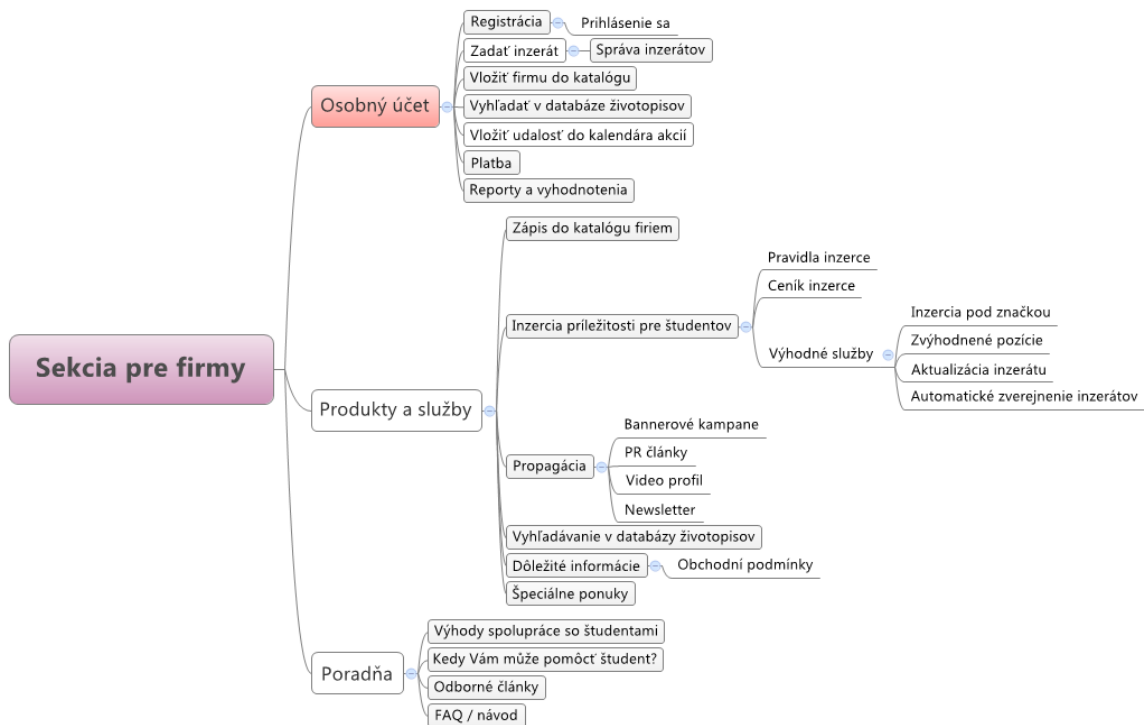 Sekcia pre firmy
Osobný účet
Registrácia
Prihlásenie sa
Zadať inzerát
Správa inzerátov
Vložiť firmu do katalógu
Vyhľadať v databáze životopisov
Vložiť udalosť do kalendára akcií
Platba
Reporty a vyhodnotenia
Produkty a služby
Zápis do katalógu firiem
Inzercia príležitosti pre študentov
Pravidla inzerce
Ceník inzerce
Výhodné služby
Inzercia pod značkou
Zvýhodnené pozície
Aktualizácia inzerátu
Automatické zverejnenie inzerátov
Propagácia
Bannerové kampane
PR články
Video profil
Newsletter
Vyhľadávanie v databázy životopisov
Dôležité informácie
Obchodní podmínky
Špeciálne ponuky
Poradňa
Výhody spolupráce so študentami
Kedy Vám může pomôcť študent?
Odborné články
FAQ / návod